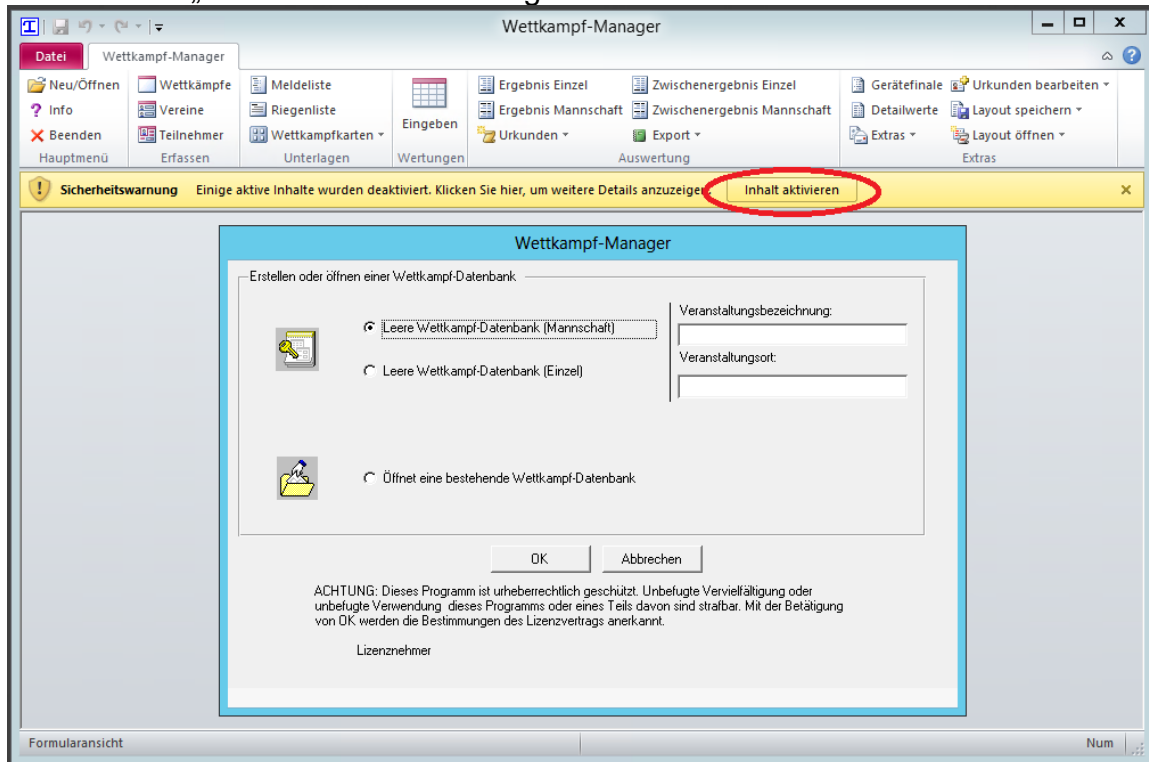 Wettkampf-Manager
Datei Wettkampf-Manager
Neu/Öffnen Wettkämpfe Meldeliste Ergebnis Einzel Zwischenergebnis Einzel Gerätefinale Urkunden bearbeiten
? Info Vereine Riegenliste Eingeben Ergebnis Mannschaft Zwischenergebnis Mannschaft Detailwerte Layout speichern
Beenden Teilnehmer Wettkampfkarten Urkunden Export Extras Layout öffnen
Hauptmenü Erfassen Unterlagen Wertungen Auswertung Extras
Sicherheitswarnung Einige aktive Inhalte wurden deaktiviert. Klicken Sie hier, um weitere Details anzuzeigen. Inhalt aktivieren
Wettkampf-Manager
Erstellen oder öffnen einer Wettkampf-Datenbank
Veranstaltungsbezeichnung:
Leere Wettkampf-Datenbank (Mannschaft)
Veranstaltungsort:
Leere Wettkampf-Datenbank (Einzel)
Öffnet eine bestehende Wettkampf-Datenbank
OK Abbrechen
ACHTUNG: Dieses Programm ist urheberrechtlich geschützt. Unbefugte Vervielfältigung oder
unbefugte Verwendung dieses Programms oder eines Teils davon sind strafbar. Mit der Betätigung
von OK werden die Bestimmungen des Lizenzvertrags anerkannt.
Lizenznehmer
Formularansicht Num